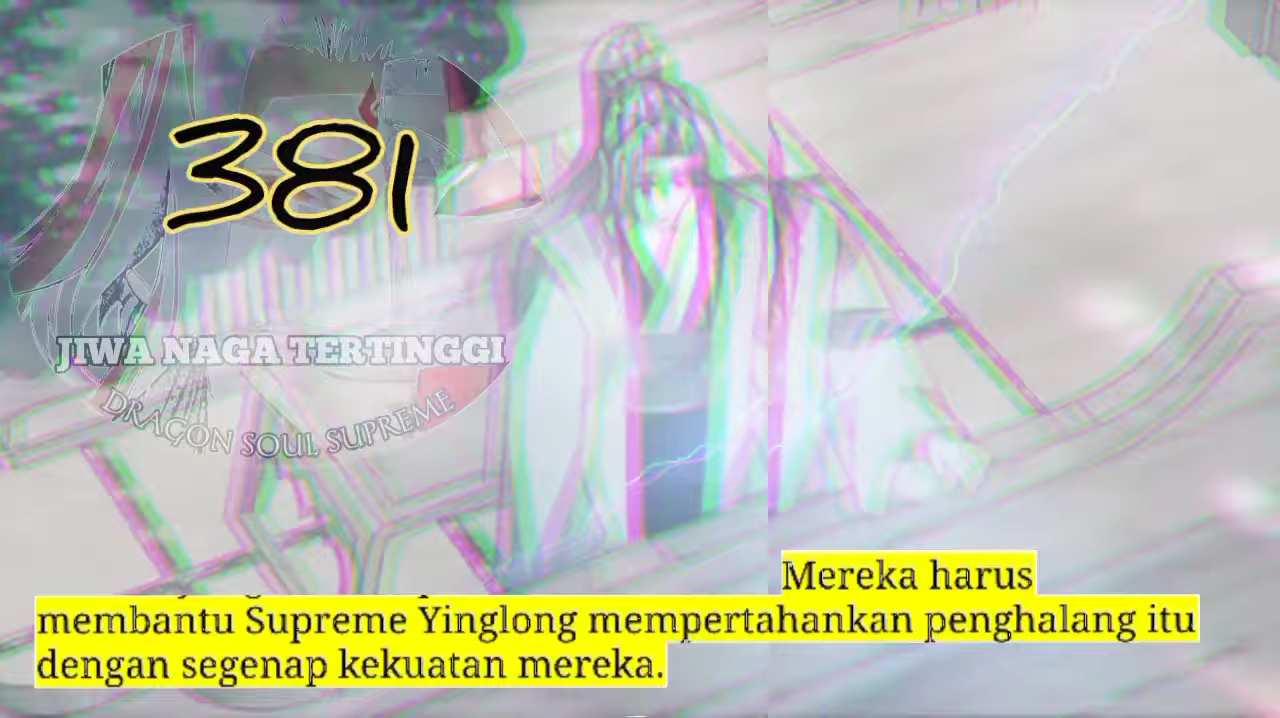 381
JIWA NAGA TERTINGGI
DRAGON SOUL SUPREME
Mereka harus
membantu Supreme Yinglong mempertahankan penghalang itu
dengan segenap kekuatan mereka.